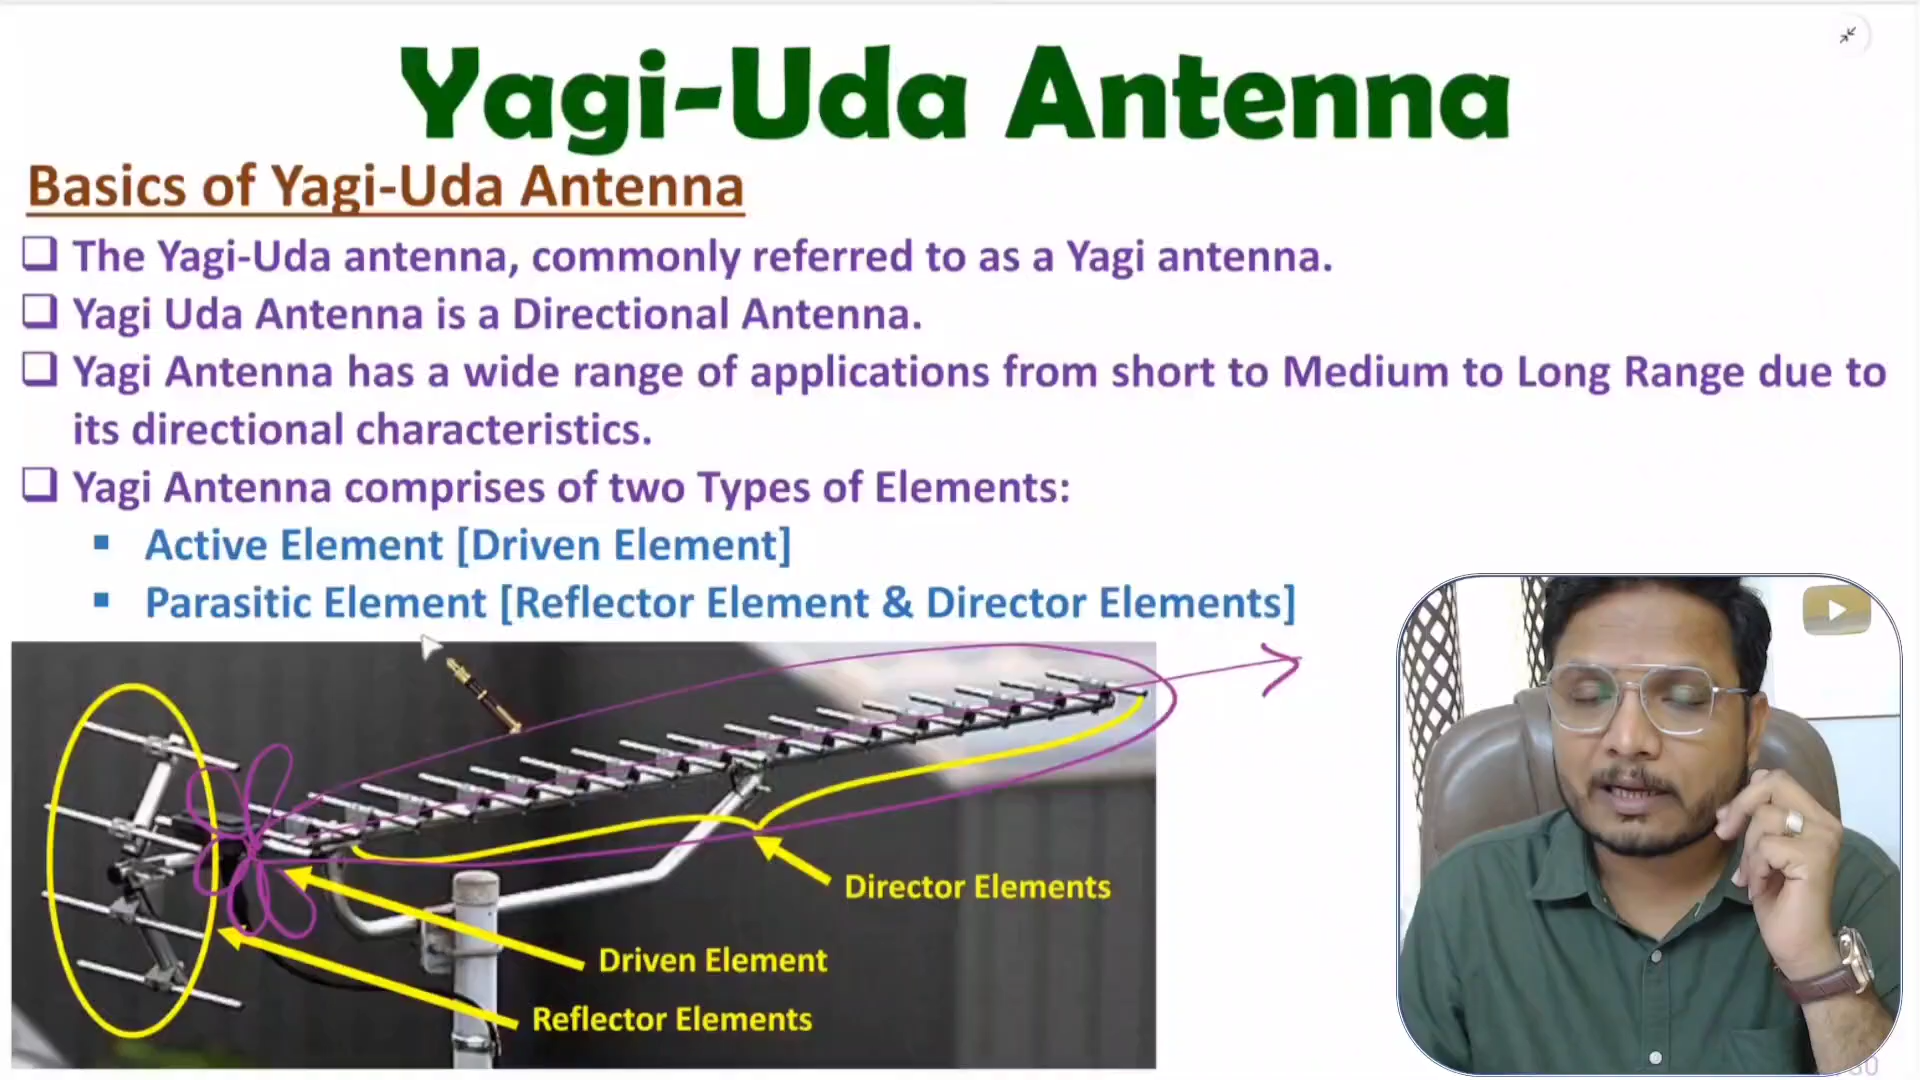 Yagi-Uda Antenna
Basics of Yagi-Uda Antenna
The Yagi-Uda antenna, commonly referred to as a Yagi antenna.
Yagi Uda Antenna is a Directional Antenna.
Yagi Antenna has a wide range of applications from short to Medium to Long Range due to
its directional characteristics.
Yagi Antenna comprises of two Types of Elements:
Active Element [Driven Element]
Parasitic Element [Reflector Element & Director Elements]
Director Elements
Driven Element
Reflector Elements